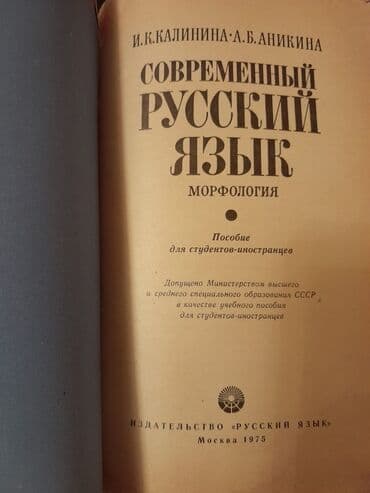 И.К.КАЛИНИНА·А.Б.АНИКИНА
СОВРЕМЕННЫЙ
РУССКИЙ
ЯЗЫК
МОРФОЛОГИЯ
Пособие
для студентов-иностранцев
Допущено Министерством высшего
и среднего специального образования СССР
в качестве учебного пособия
для студентов-иностранцев
ИЗДАТЕЛЬСТВО «РУССКИЙ ЯЗЫК»
Москва 1975